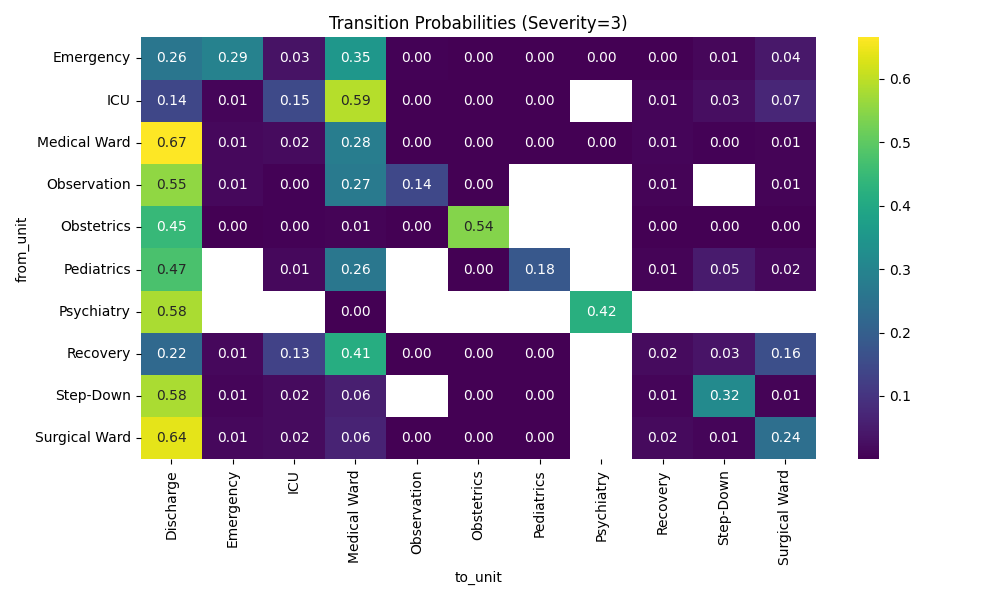 Transition Probabilities (Severity=3)
from_unit
Emergency 0.26 0.29 0.03 0.35 0.00 0.00 0.00 0.00 0.00 0.01 0.04
ICU 0.14 0.01 0.15 0.59 0.00 0.00 0.00 0.01 0.03 0.07
Medical Ward 0.67 0.01 0.02 0.28 0.00 0.00 0.00 0.00 0.01 0.00 0.01
Observation 0.55 0.01 0.00 0.27 0.14 0.00 0.01 0.01
Obstetrics 0.45 0.00 0.00 0.01 0.00 0.54 0.00 0.00 0.00
Pediatrics 0.47 0.01 0.26 0.00 0.18 0.01 0.05 0.02
Psychiatry 0.58 0.00 0.42
Recovery 0.22 0.01 0.13 0.41 0.00 0.00 0.00 0.02 0.03 0.16
Step-Down 0.58 0.01 0.02 0.06 0.00 0.00 0.01 0.32 0.01
Surgical Ward 0.64 0.01 0.02 0.06 0.00 0.00 0.00 0.02 0.01 0.24
Discharge Emergency ICU Medical Ward Observation Obstetrics Pediatrics Psychiatry Recovery Step-Down Surgical Ward
to_unit
0.6
0.5
0.4
0.3
0.2
0.1